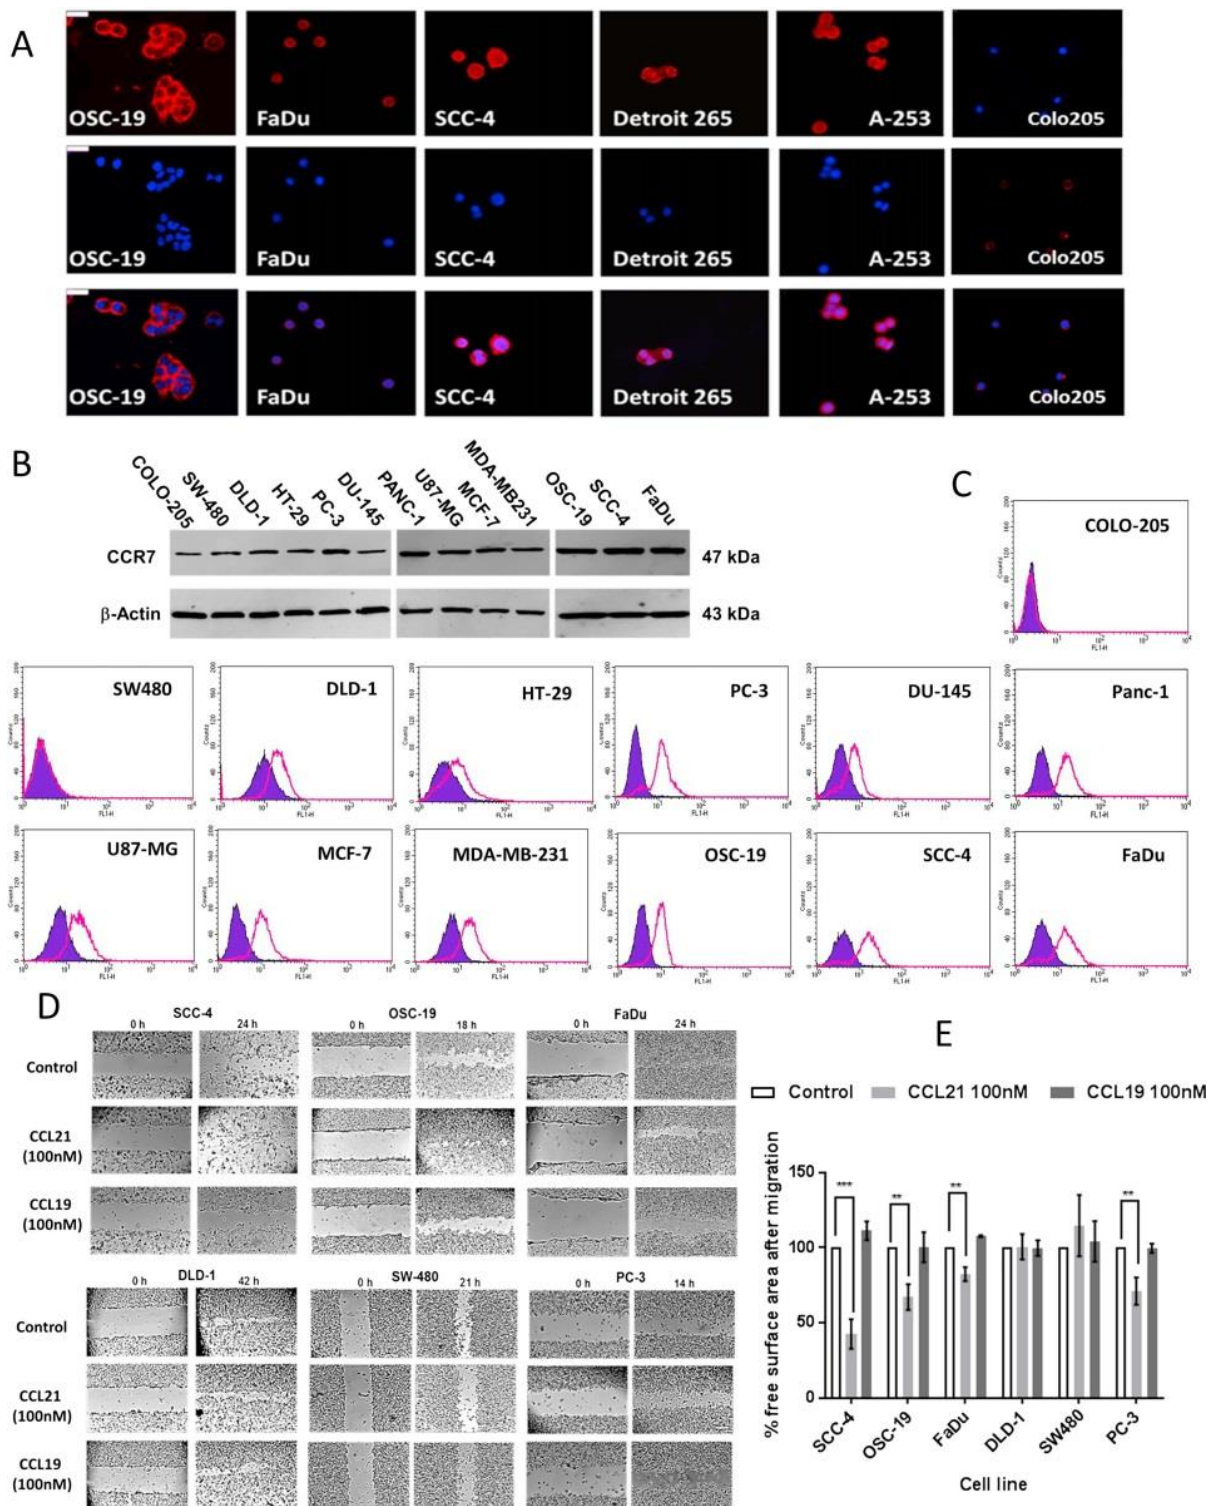 A
OSC-19 FaDu SCC-4 Detroit 265 A-253 Colo205
OSC-19 FaDu SCC-4 Detroit 265 A-253 Colo205
OSC-19 FaDu SCC-4 Detroit 265 A-253 Colo205
B
COLO-205 SW-480 DLD-1 HT-29 PC-3 DU-145 PANC-1 U87-MG MCF-7 MDA-MB231 OSC-19 SCC-4 FaDu
CCR7 47 kDa
β-Actin 43 kDa
C
COLO-205
SW480 DLD-1 HT-29 PC-3 DU-145 Panc-1
U87-MG MCF-7 MDA-MB-231 OSC-19 SCC-4 FaDu
D
SCC-4 OSC-19 FaDu
0 h 24 h 0 h 18 h 0 h 24 h
Control
CCL21
(100nM)
CCL19
(100nM)
DLD-1 SW-480 PC-3
0 h 42 h 0 h 21 h 0 h 14 h
Control
CCL21
(100nM)
CCL19
(100nM)
E
Control CCL21 100nM CCL19 100nM
% free surface area after migration
150
100
50
0
*** ** ** **
SCC-4 OSC-19 FaDu DLD-1 SW480 PC-3
Cell line